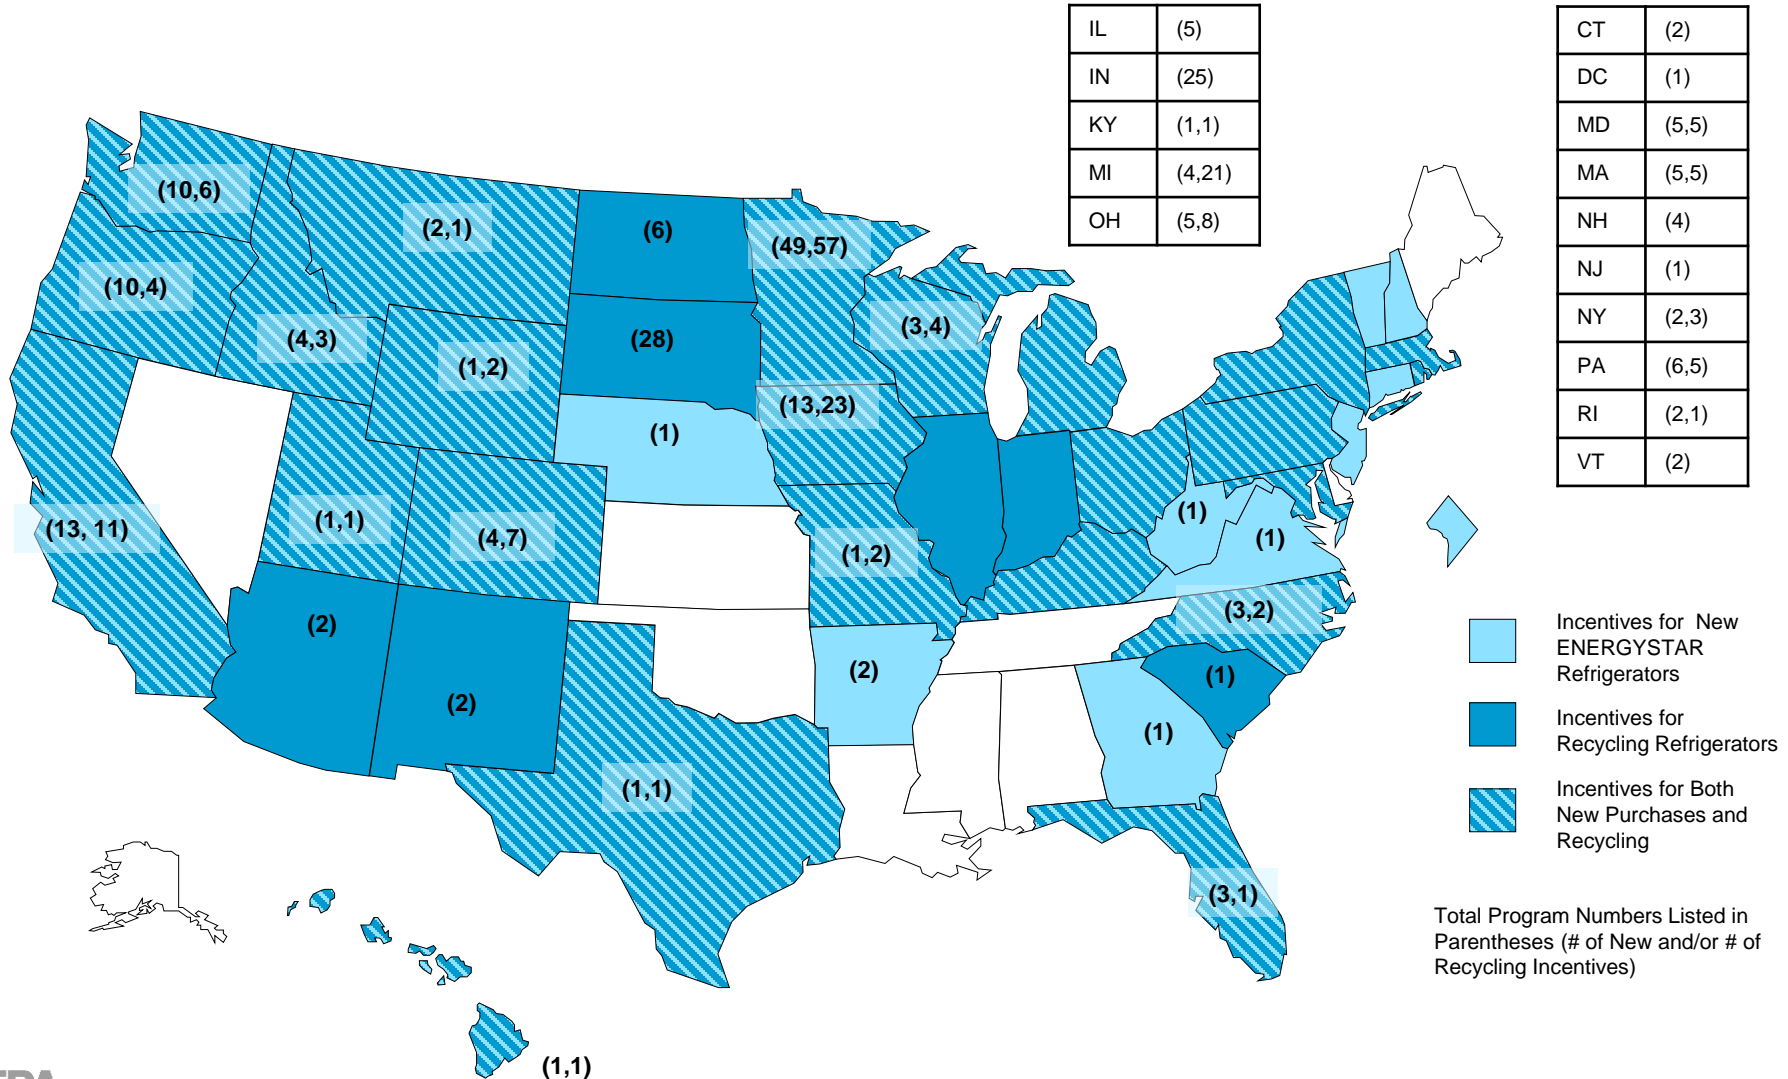 IL (5)
IN (25)
KY (1,1)
MI (4,21)
OH (5,8)
CT (2)
DC (1)
MD (5,5)
MA (5,5)
NH (4)
NJ (1)
NY (2,3)
PA (6,5)
RI (2,1)
VT (2)
(10,6)
(2,1)
(6)
(49,57)
(10,4)
(4,3)
(1,2)
(28)
(3,4)
(13,23)
(1)
(13, 11)
(1,1)
(4,7)
(1,2)
(1)
(1)
(2)
(2)
(2)
(3,2)
(1)
(1)
(1,1)
(3,1)
(1,1)
Incentives for New
ENERGYSTAR
Refrigerators
Incentives for
Recycling Refrigerators
Incentives for Both
New Purchases and
Recycling
Total Program Numbers Listed in
Parentheses (# of New and/or # of
Recycling Incentives)